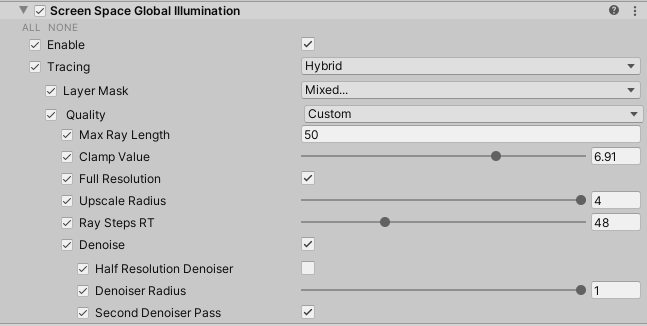 Screen Space Global Illumination
ALL NONE
Enable
Tracing Hybrid
Layer Mask Mixed...
Quality Custom
Max Ray Length 50
Clamp Value 6.91
Full Resolution
Upscale Radius 4
Ray Steps RT 48
Denoise
Half Resolution Denoiser
Denoiser Radius 1
Second Denoiser Pass